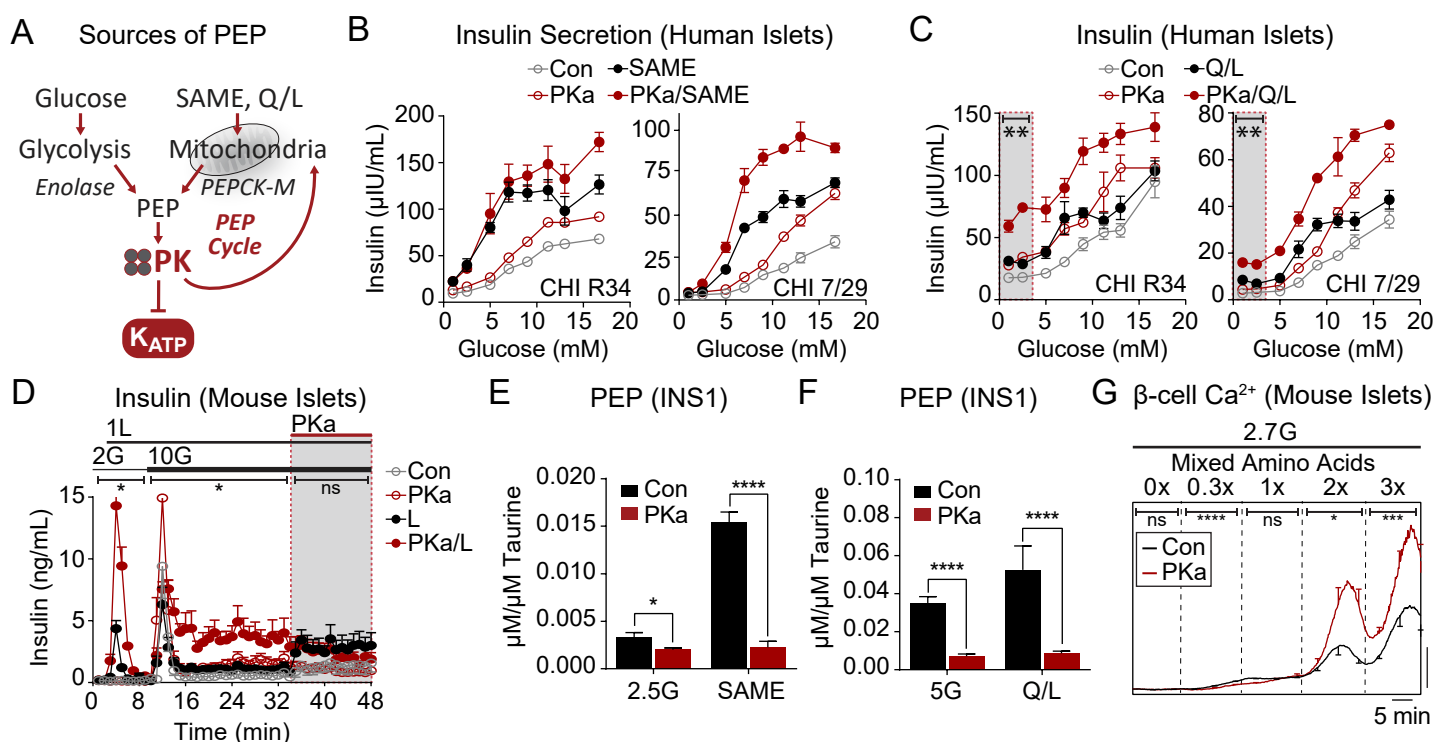 A
Sources of PEP
Glucose
SAME, Q/L
Glycolysis
Mitochondria
Enolase
PEPCK-M
PEP
PEP
Cycle
PK
KATP
B
Insulin Secretion (Human Islets)
Con
SAME
PKa
PKa/SAME
Insulin (µIU/mL)
200
150
100
50
0
0 5 10 15 20
CHI R34
Glucose (mM)
100
75
50
25
0
0 5 10 15 20
CHI 7/29
Glucose (mM)
C
Insulin (Human Islets)
Con
Q/L
PKa
PKa/Q/L
Insulin (µIU/mL)
150
100
50
0
**
0 5 10 15 20
CHI R34
Glucose (mM)
80
60
40
20
0
**
0 5 10 15 20
CHI 7/29
Glucose (mM)
D
Insulin (Mouse Islets)
PKa
1L
2G
10G
* * ns
Con
PKa
L
PKa/L
Insulin (ng/mL)
15
10
5
0
0 8 16 24 32 40 48
Time (min)
E
PEP (INS1)
Con
PKa
µM/µM Taurine
0.020
0.015
0.010
0.005
0.000
*
****
2.5G
SAME
F
PEP (INS1)
Con
PKa
µM/µM Taurine
0.10
0.08
0.06
0.04
0.02
0.00
****
****
5G
Q/L
G
β-cell Ca²⁺ (Mouse Islets)
2.7G
Mixed Amino Acids
0x 0.3x 1x 2x 3x
ns **** ns * ***
Con
PKa
5 min